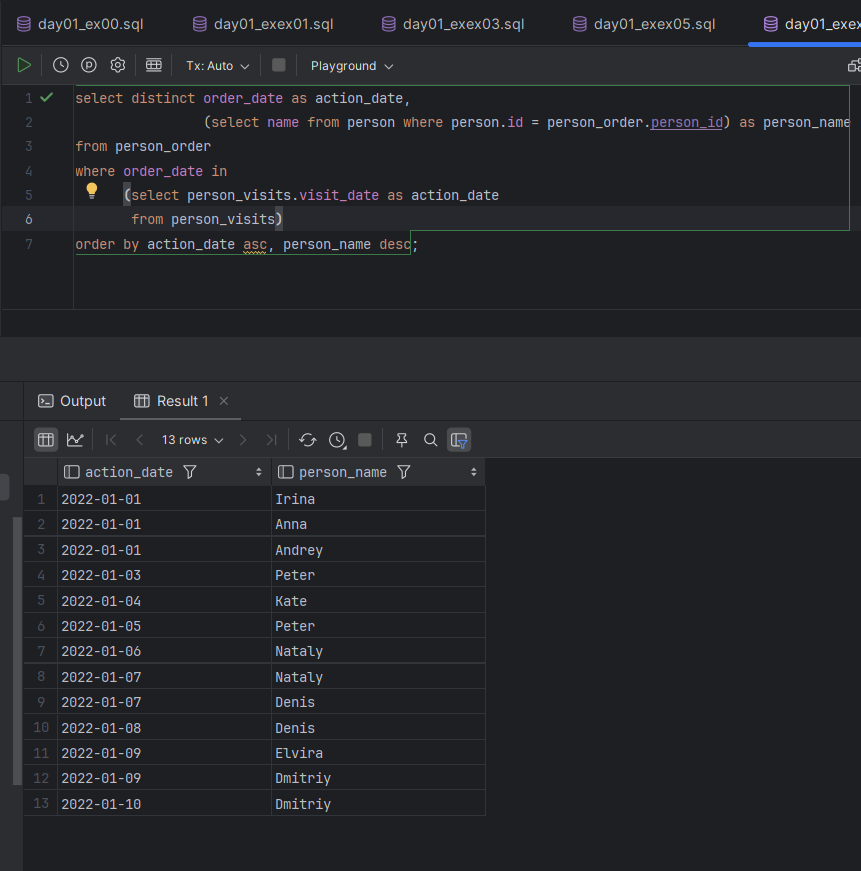 day01_ex00.sql day01_exex01.sql day01_exex03.sql day01_exex05.sql day01_exex
Tx: Auto Playground
1 select distinct order_date as action_date,
2 (select name from person where person.id = person_order.person_id) as person_name
3 from person_order
4 where order_date in
5 (select person_visits.visit_date as action_date
6 from person_visits)
7 order by action_date asc, person_name desc;
Output Result 1
13 rows
action_date person_name
1 2022-01-01 Irina
2 2022-01-01 Anna
3 2022-01-01 Andrey
4 2022-01-03 Peter
5 2022-01-04 Kate
6 2022-01-05 Peter
7 2022-01-06 Nataly
8 2022-01-07 Nataly
9 2022-01-07 Denis
10 2022-01-08 Denis
11 2022-01-09 Elvira
12 2022-01-09 Dmitriy
13 2022-01-10 Dmitriy